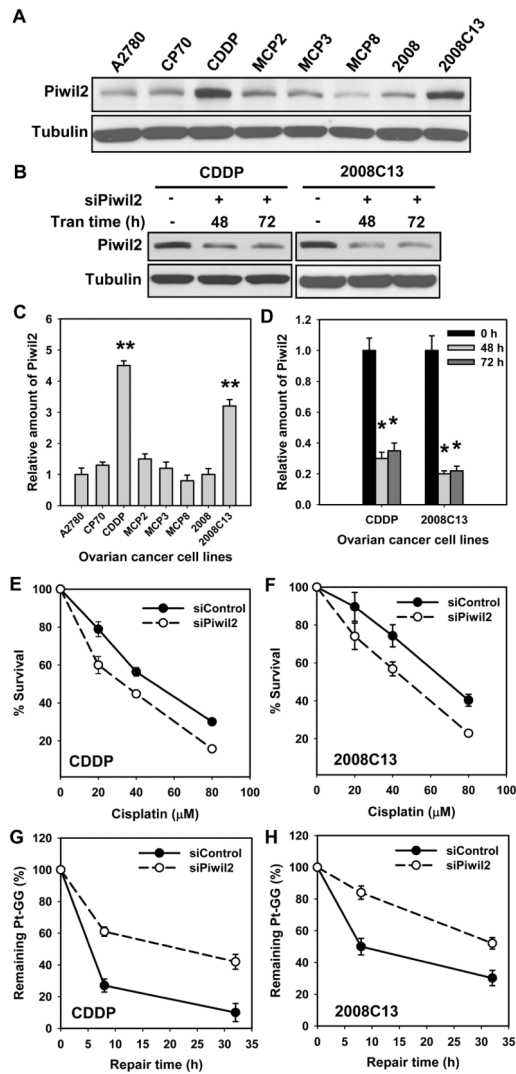 A
A2780 CP70 CDDP MCP2 MCP3 MCP8 2008 2008C13
Piwil2
Tubulin
B
CDDP 2008C13
siPiwil2 - + + - + +
Tran time (h) - 48 72 - 48 72
Piwil2
Tubulin
C
Relative amount of Piwil2
6
5
4
3
2
1
0
** **
A2780 CP70 CDDP MCP2 MCP3 MCP8 2008 2008C13
Ovarian cancer cell lines
D
Relative amount of Piwil2
1.2
1.0
0.8
0.6
0.4
0.2
0.0
0 h
48 h
72 h
* * * *
CDDP 2008C13
Ovarian cancer cell lines
E
% Survival
100
80
60
40
20
siControl
siPiwil2
CDDP
0 20 40 60 80 100
Cisplatin (μM)
F
% Survival
100
80
60
40
20
siControl
siPiwil2
2008C13
0 20 40 60 80 100
Cisplatin (μM)
G
Remaining Pt-GG (%)
120
100
80
60
40
20
0
siControl
siPiwil2
CDDP
0 5 10 15 20 25 30 35
Repair time (h)
H
Remaining Pt-GG (%)
120
100
80
60
40
20
0
siControl
siPiwil2
2008C13
0 5 10 15 20 25 30 35
Repair time (h)